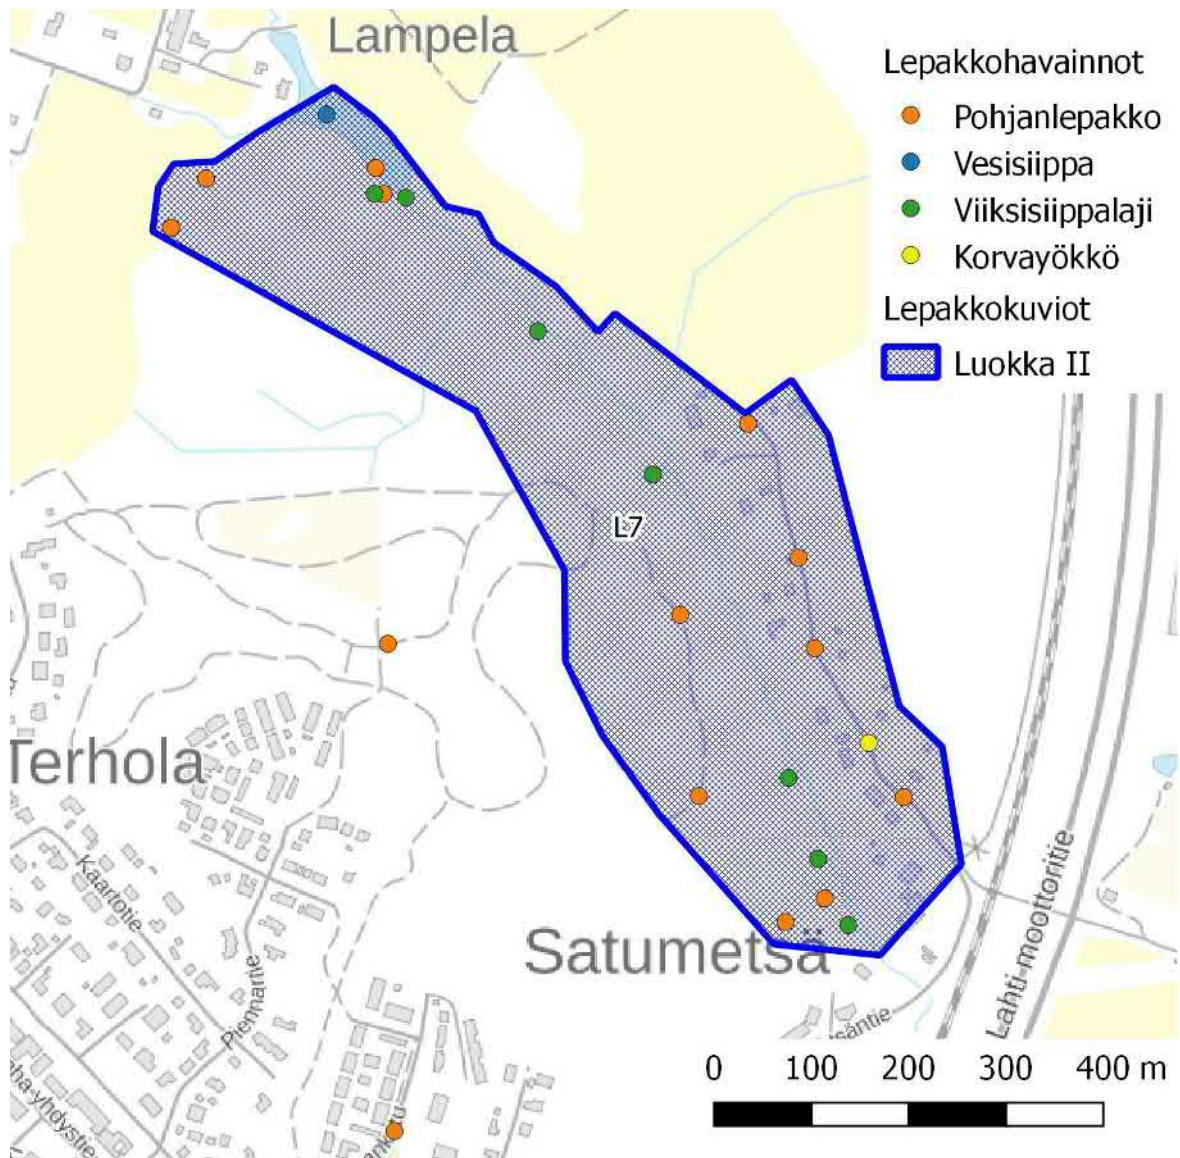 Lampela
Lepakkohavainnot
Pohjanlepakko
Vesisiippa
Viiksisiippalaji
Korvayökkö
Lepakkokuviot
Luokka II
L7
Terhola
Kaartotie
Satumetsä
Piennartie
Lahti moottoritie
0 100 200 300 400 m